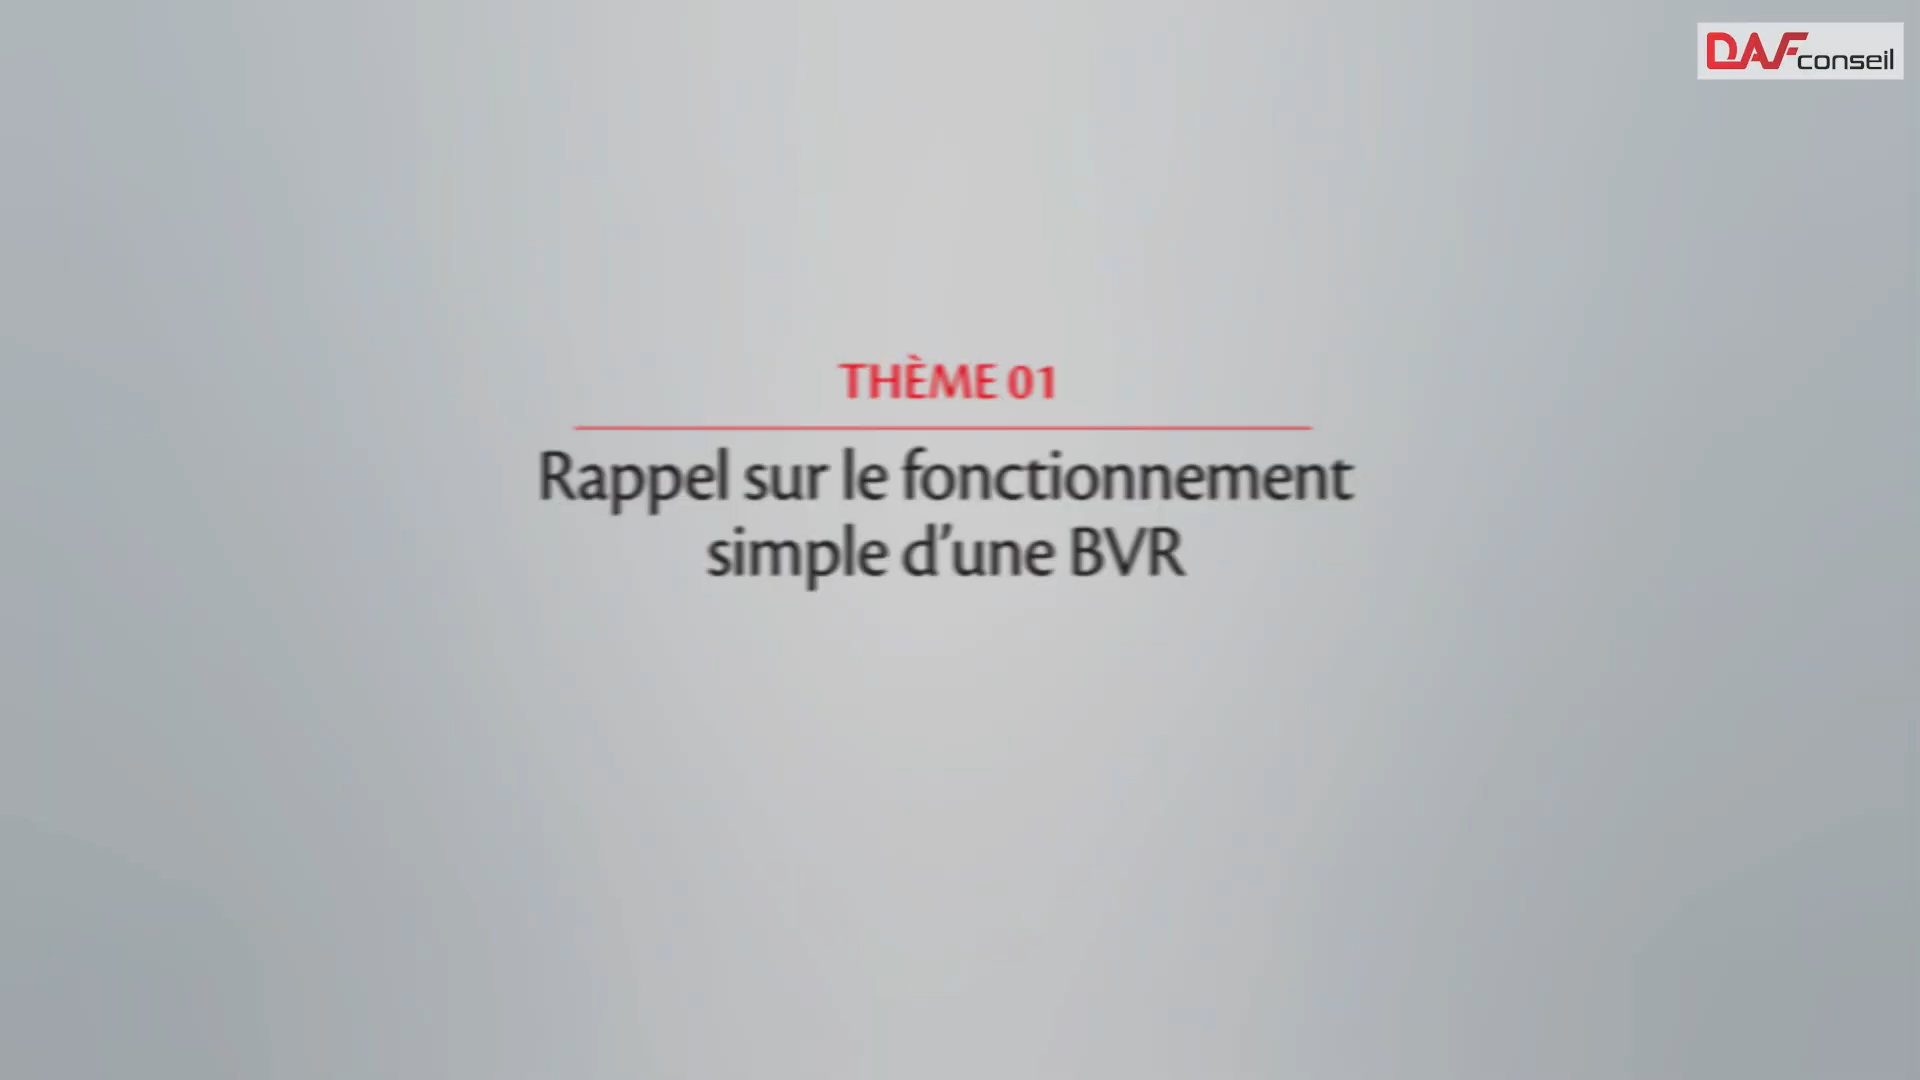 DAFconseil
THÈME 01
Rappel sur le fonctionnement
simple d’une BVR